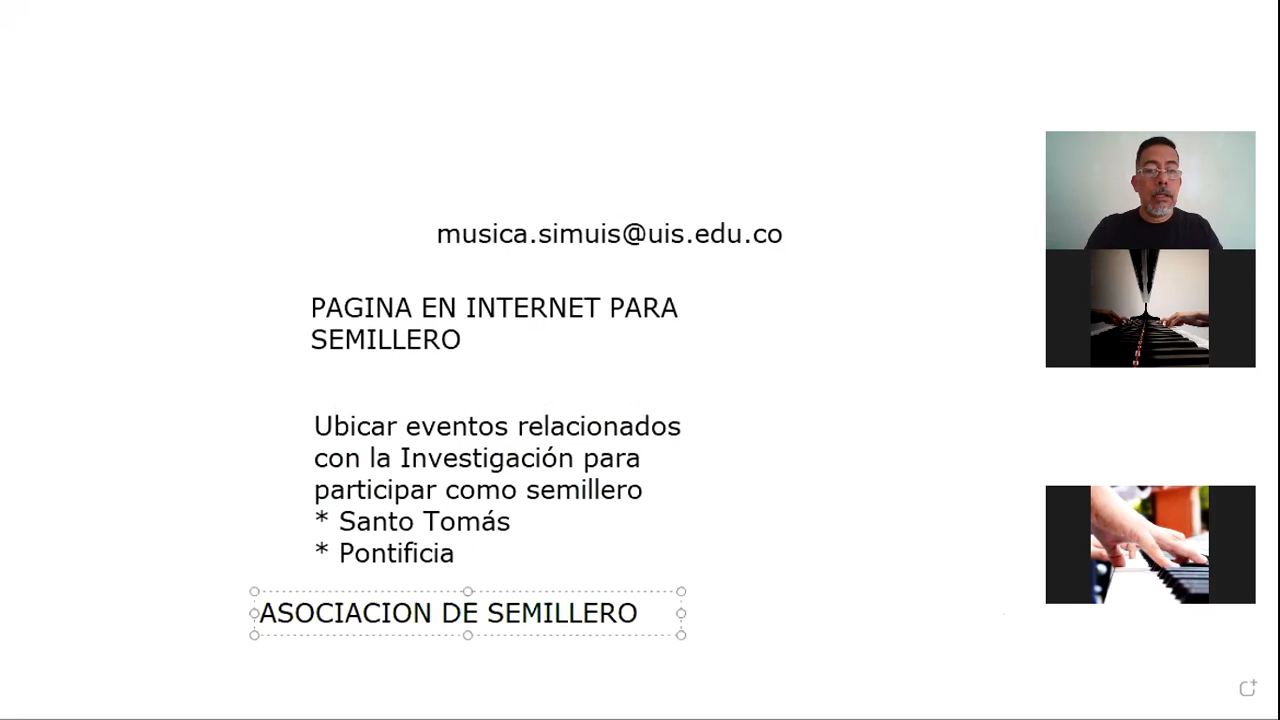 musica.simuis@uis.edu.co
PAGINA EN INTERNET PARA
SEMILLERO
Ubicar eventos relacionados
con la Investigación para
participar como semillero
* Santo Tomás
* Pontificia
ASOCIACION DE SEMILLERO